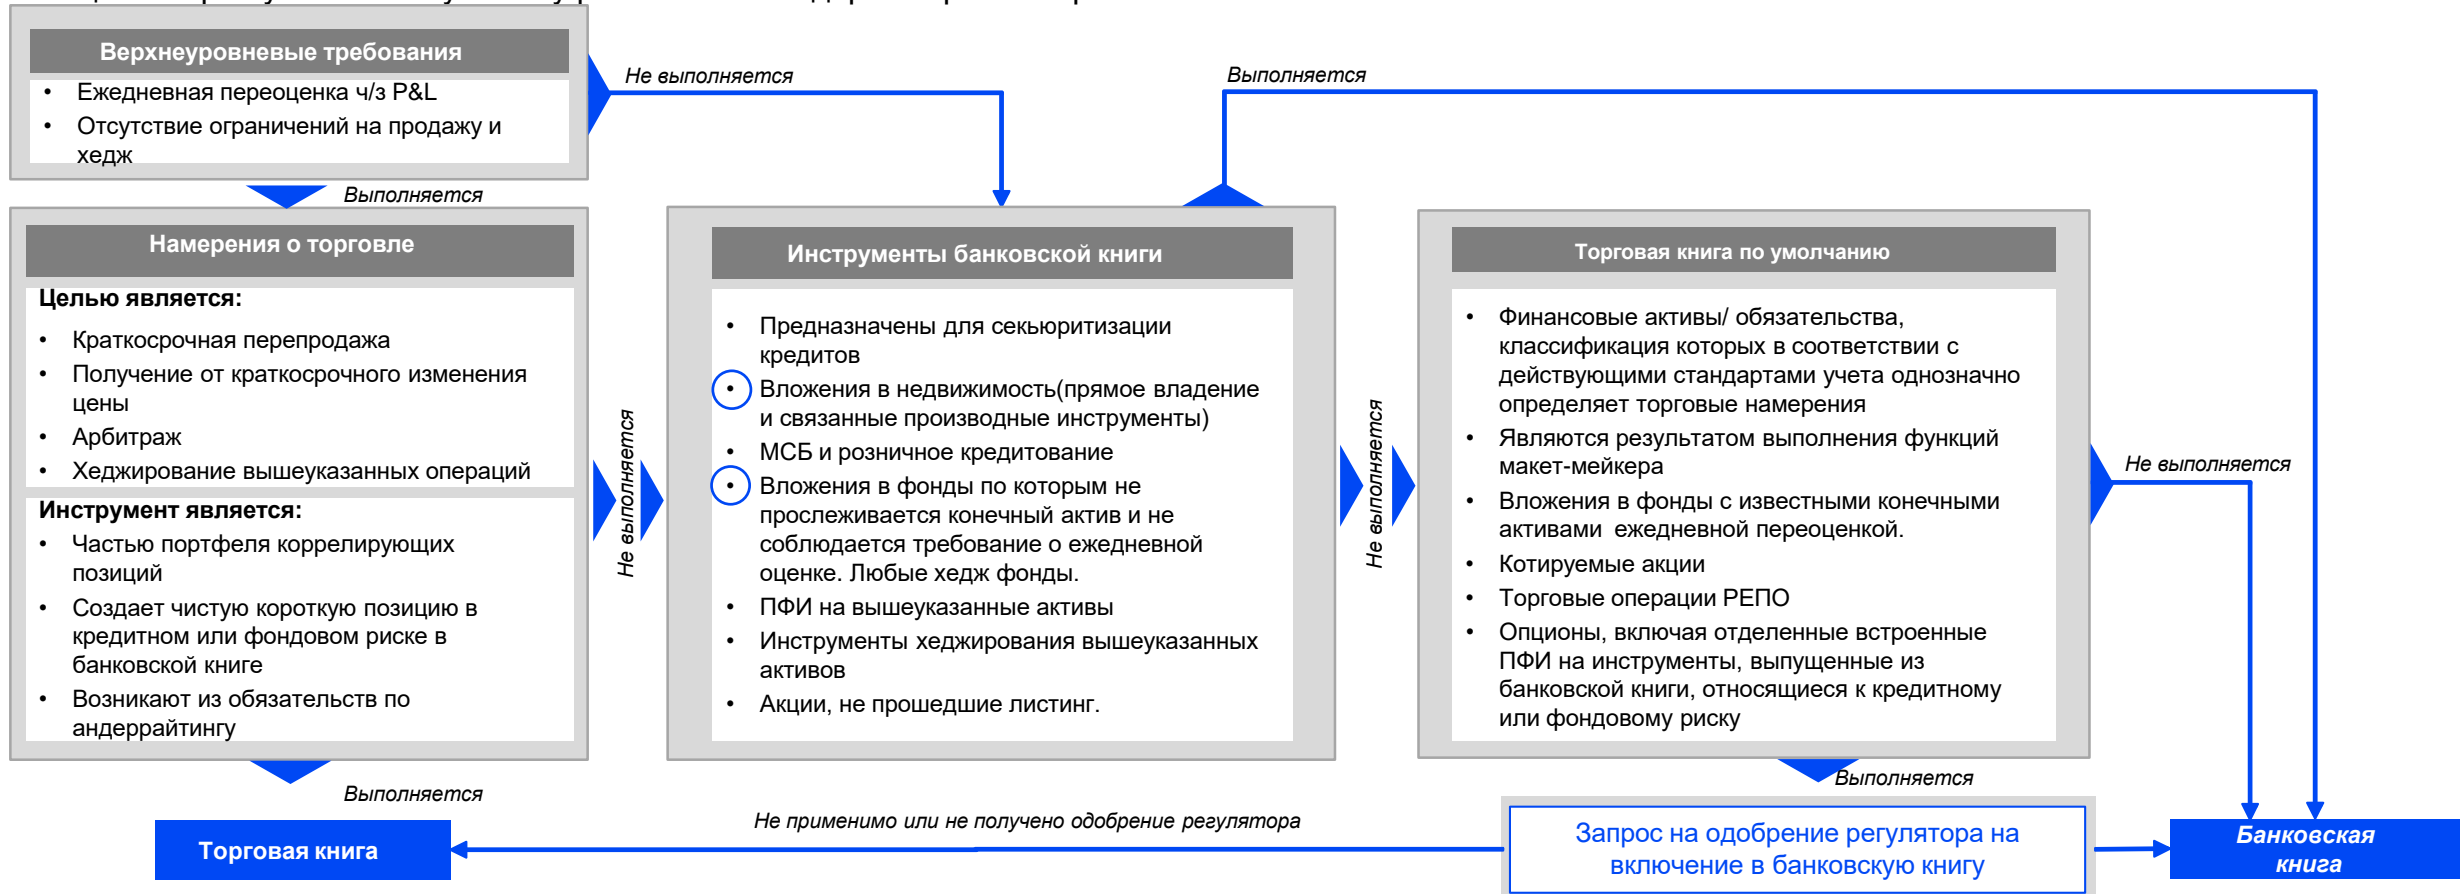 Верхнеуровневые требования
• Ежедневная переоценка ч/з P&L
• Отсутствие ограничений на продажу и
хедж
Не выполняется
Выполняется
Выполняется
Намерения о торговле
Целью является:
• Краткосрочная перепродажа
• Получение от краткосрочного изменения
цены
• Арбитраж
• Хеджирование вышеуказанных операций
Инструмент является:
• Частью портфеля коррелирующих
позиций
• Создает чистую короткую позицию в
кредитном или фондовом риске в
банковской книге
• Возникают из обязательств по
андеррайтингу
Не выполняется
Инструменты банковской книги
• Предназначены для секьюритизации
кредитов
• Вложения в недвижимость(прямое владение
и связанные производные инструменты)
• МСБ и розничное кредитование
• Вложения в фонды по которым не
прослеживается конечный актив и не
соблюдается требование о ежедневной
оценке. Любые хедж фонды.
• ПФИ на вышеуказанные активы
• Инструменты хеджирования вышеуказанных
активов
• Акции, не прошедшие листинг.
Не выполняется
Торговая книга по умолчанию
• Финансовые активы/ обязательства,
классификация которых в соответствии с
действующими стандартами учета однозначно
определяет торговые намерения
• Являются результатом выполнения функций
макет-мейкера
• Вложения в фонды с известными конечными
активами ежедневной переоценкой.
• Котируемые акции
• Торговые операции РЕПО
• Опционы, включая отделенные встроенные
ПФИ на инструменты, выпущенные из
банковской книги, относящиеся к кредитному
или фондовому риску
Не выполняется
Выполняется
Выполняется
Торговая книга
Не применимо или не получено одобрение регулятора
Запрос на одобрение регулятора на
включение в банковскую книгу
Банковская
книга